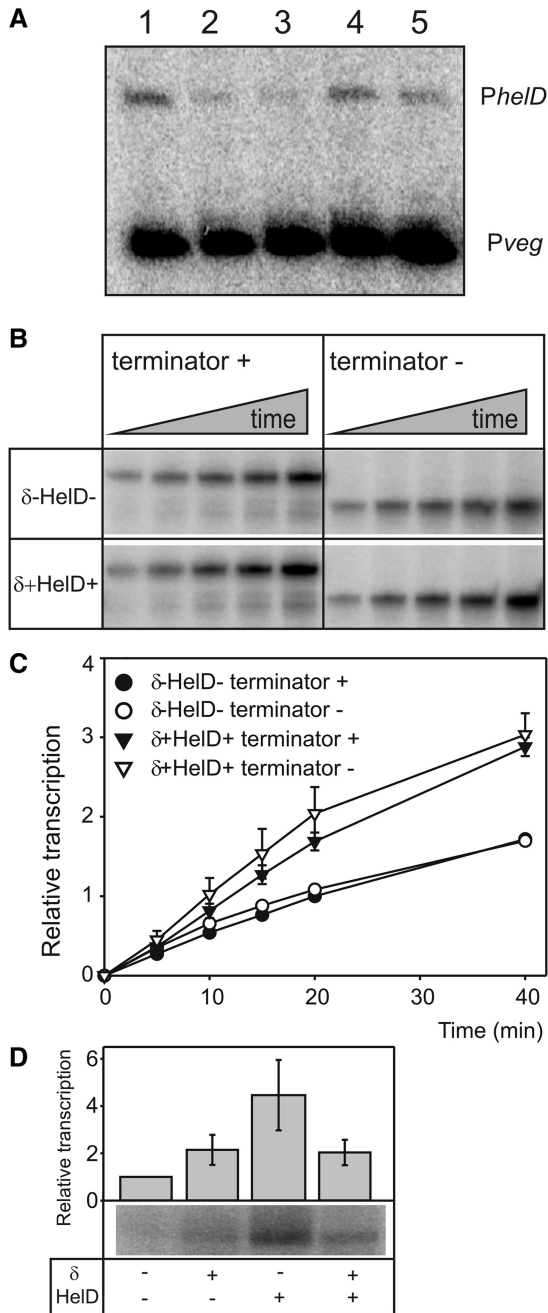 A
1 2 3 4 5
PhelD
Pveg
B
terminator + terminator -
time time
δ-HelD-
δ+HelD+
C
4
3
2
1
0
Relative transcription
δ-HelD- terminator +
δ-HelD- terminator -
δ+HelD+ terminator +
δ+HelD+ terminator -
0 10 20 30 40
Time (min)
D
6
4
2
0
Relative transcription
δ - + - +
HelD - - + +